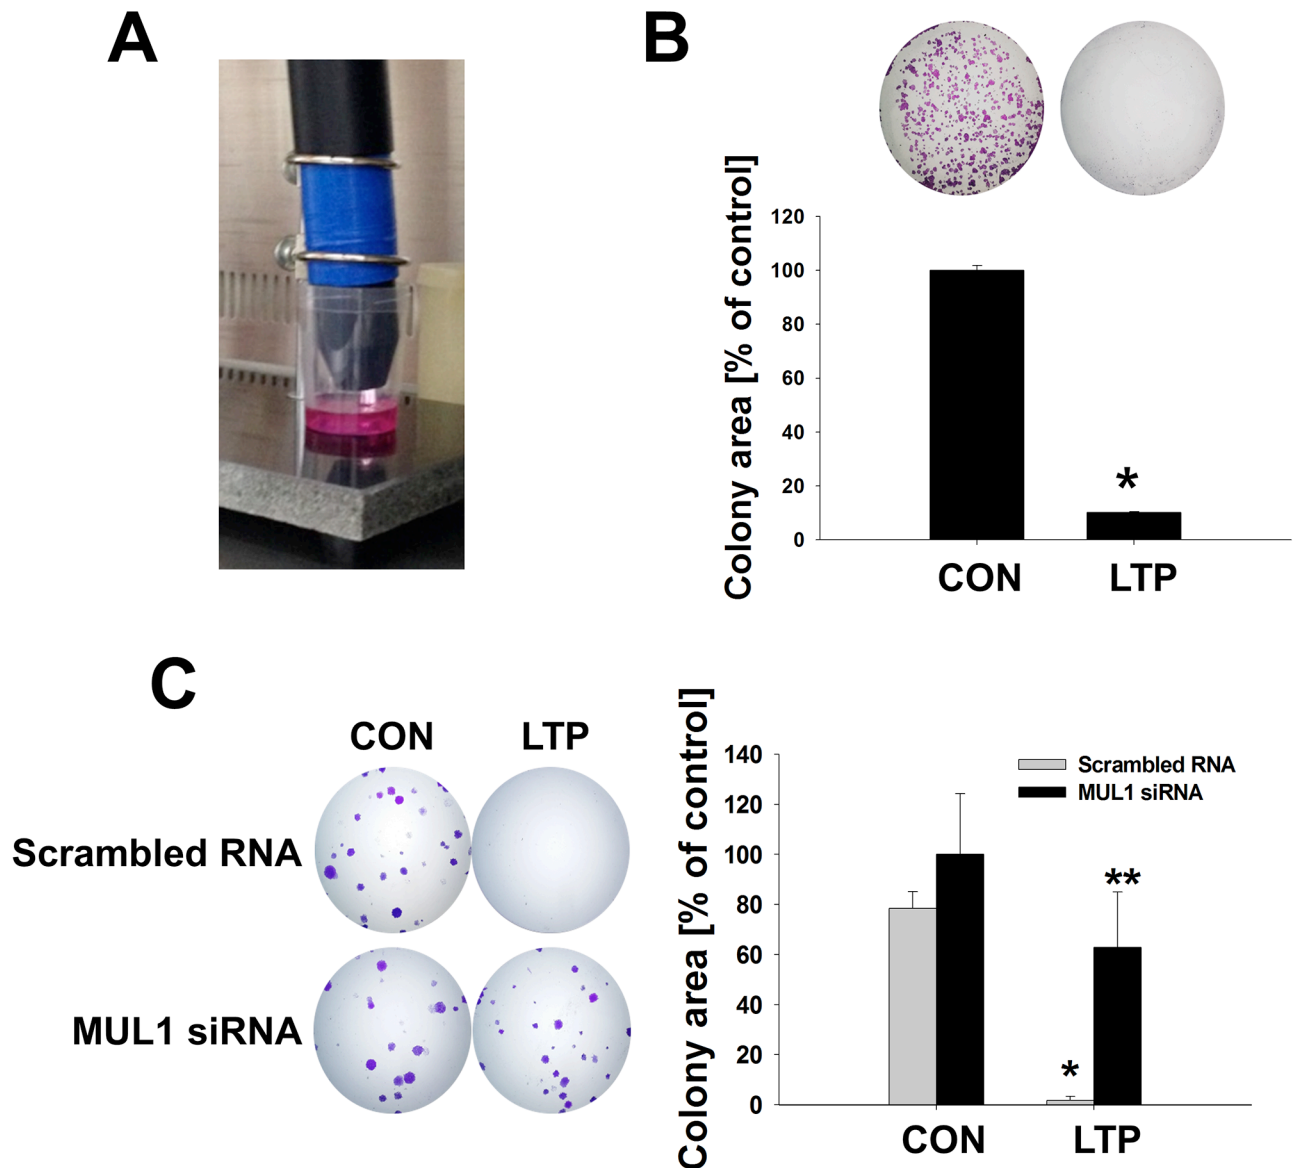 A
B
Colony area [% of control]
120
100
80
60
40
20
0
*
CON LTP
C
CON LTP
Scrambled RNA
MUL1 siRNA
Colony area [% of control]
140
120
100
80
60
40
20
0
Scrambled RNA
MUL1 siRNA
*
**
CON LTP